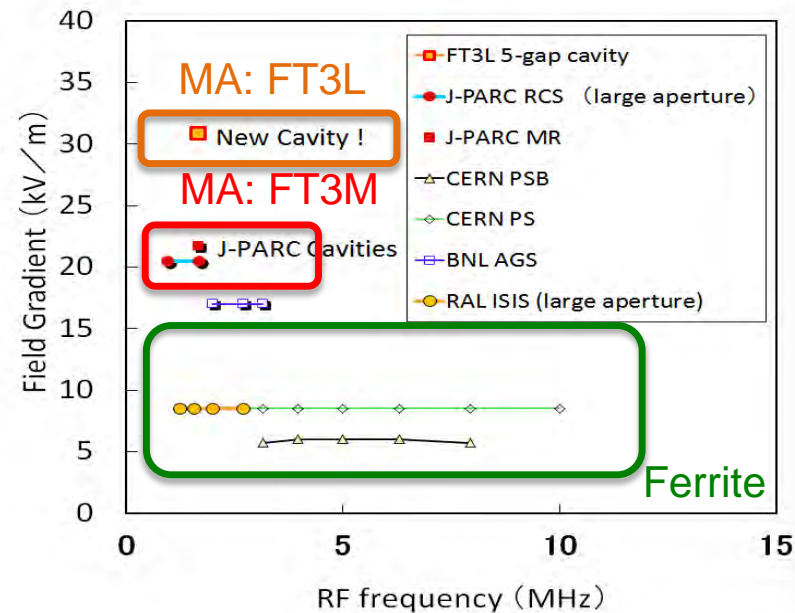 40
35
30
25
20
15
10
5
0
Field Gradient (kV/m)
MA: FT3L
New Cavity !
MA: FT3M
J-PARC Cavities
Ferrite
FT3L 5-gap cavity
J-PARC RCS (large aperture)
J-PARC MR
CERN PSB
CERN PS
BNL AGS
RAL ISIS (large aperture)
0 5 10 15
RF frequency (MHz)